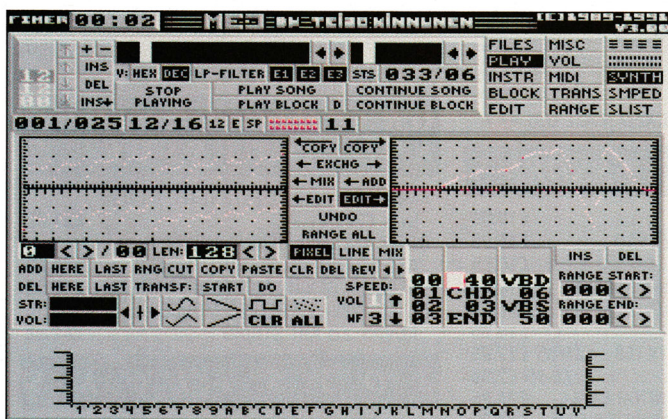 TIMER 00:02 MED BY TEIJO KINNUNEN (C) 1989-1991
V3.00
+ - FILES MISC
INS V: HEX DEC LP-FILTER E1 E2 E3 STS 033/06 PLAY VOL SYNTH
DEL STOP PLAY SONG CONTINUE SONG INSTR MIDI SMPED
INS PLAYING PLAY BLOCK D CONTINUE BLOCK BLOCK TRANS SLIST
EDIT RANGE
001/025 12/16 12 E SP 11
COPY COPY
EXCHG
MIX ADD
EDIT EDIT
UNDO
RANGE ALL
0 < > / 00 LEN: 128 < > PIXEL LINE MIX INS DEL
ADD HERE LAST RNG CUT COPY PASTE CLR DBL REV
DEL HERE LAST TRANSF: START DO SPEED:
STR: VOL
VOL: CLR ALL WF 3
00 40 VBD
01 CHD 06
02 03 VBS
03 END 50
RANGE START:
000 < >
RANGE END:
000 < >
1 2 3 4 5 6 7 8 9 A B C D E F G H I J K L M N O P Q R S T U V